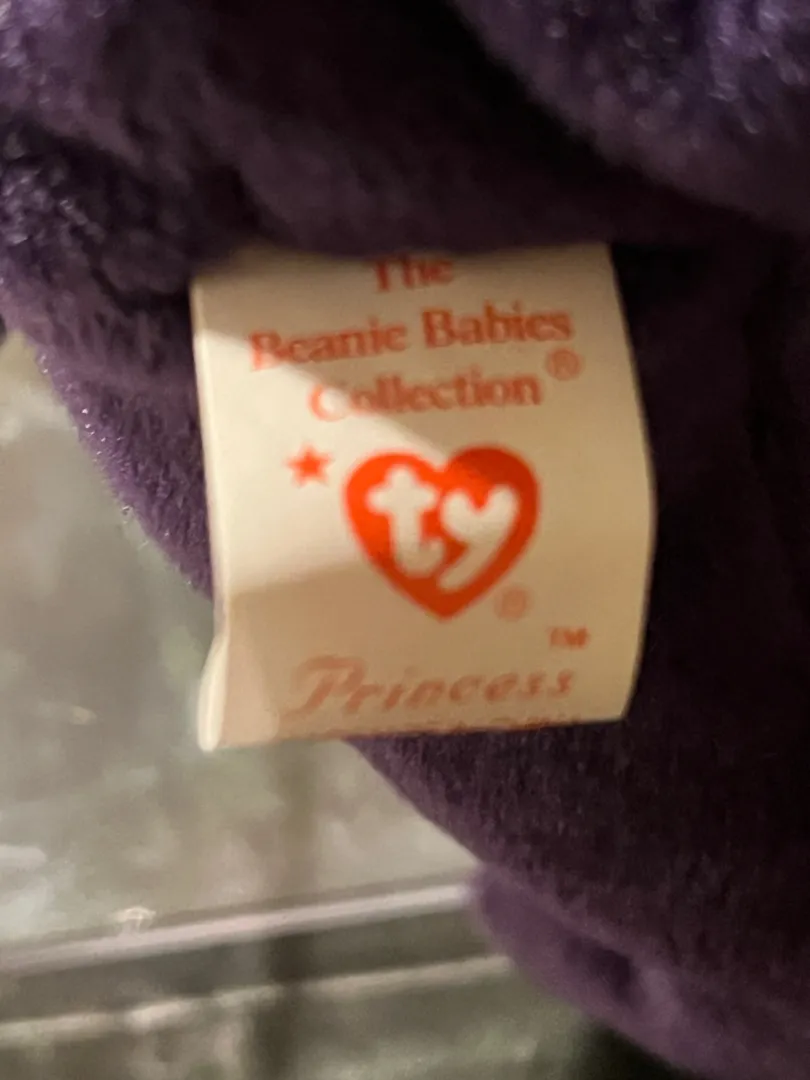 The
Beanie Babies
Collection®
ty
®
TM
Princess